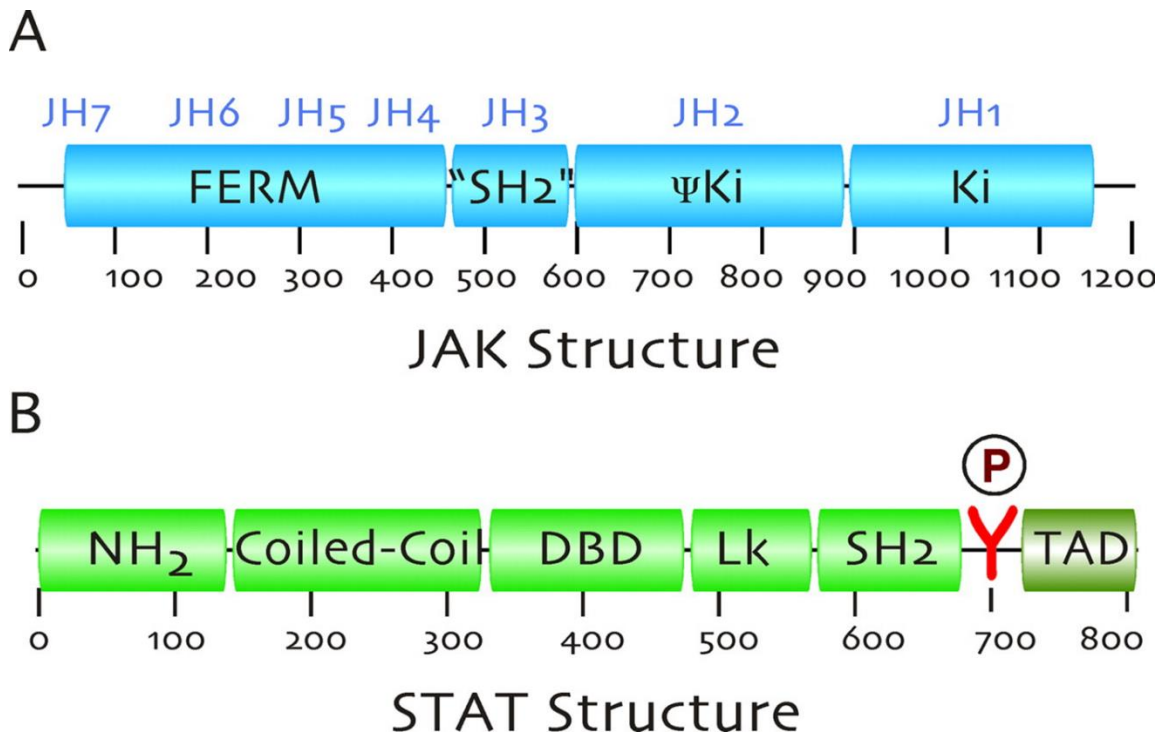 A
JH7 JH6 JH5 JH4 JH3 JH2 JH1
FERM "SH2" ΨKi Ki
0 100 200 300 400 500 600 700 800 900 1000 1100 1200
JAK Structure
B
P
NH₂ Coiled-Coil DBD Lk SH2 Y TAD
0 100 200 300 400 500 600 700 800
STAT Structure